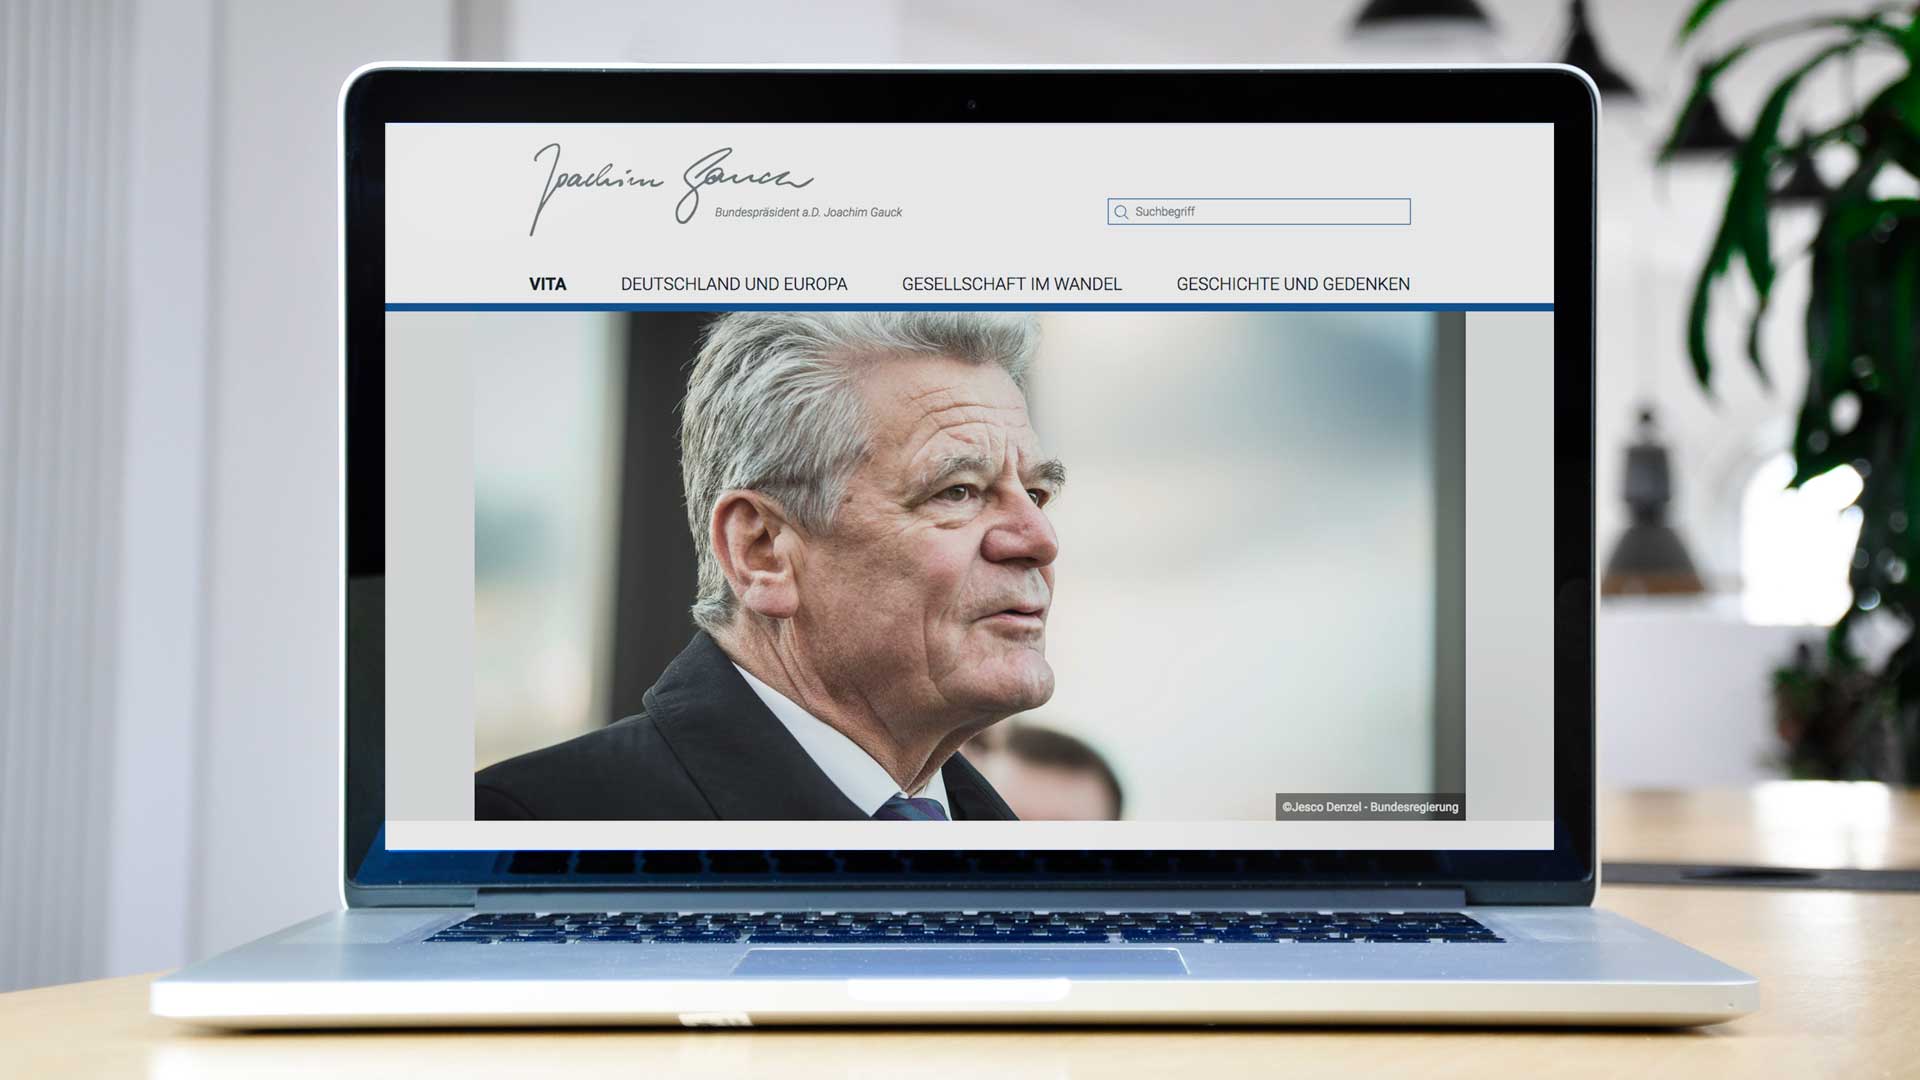 Joachim Gauck
Bundespräsident a.D. Joachim Gauck
Suchbegriff
VITA DEUTSCHLAND UND EUROPA GESELLSCHAFT IM WANDEL GESCHICHTE UND GEDENKEN
©Jesco Denzel - Bundesregierung